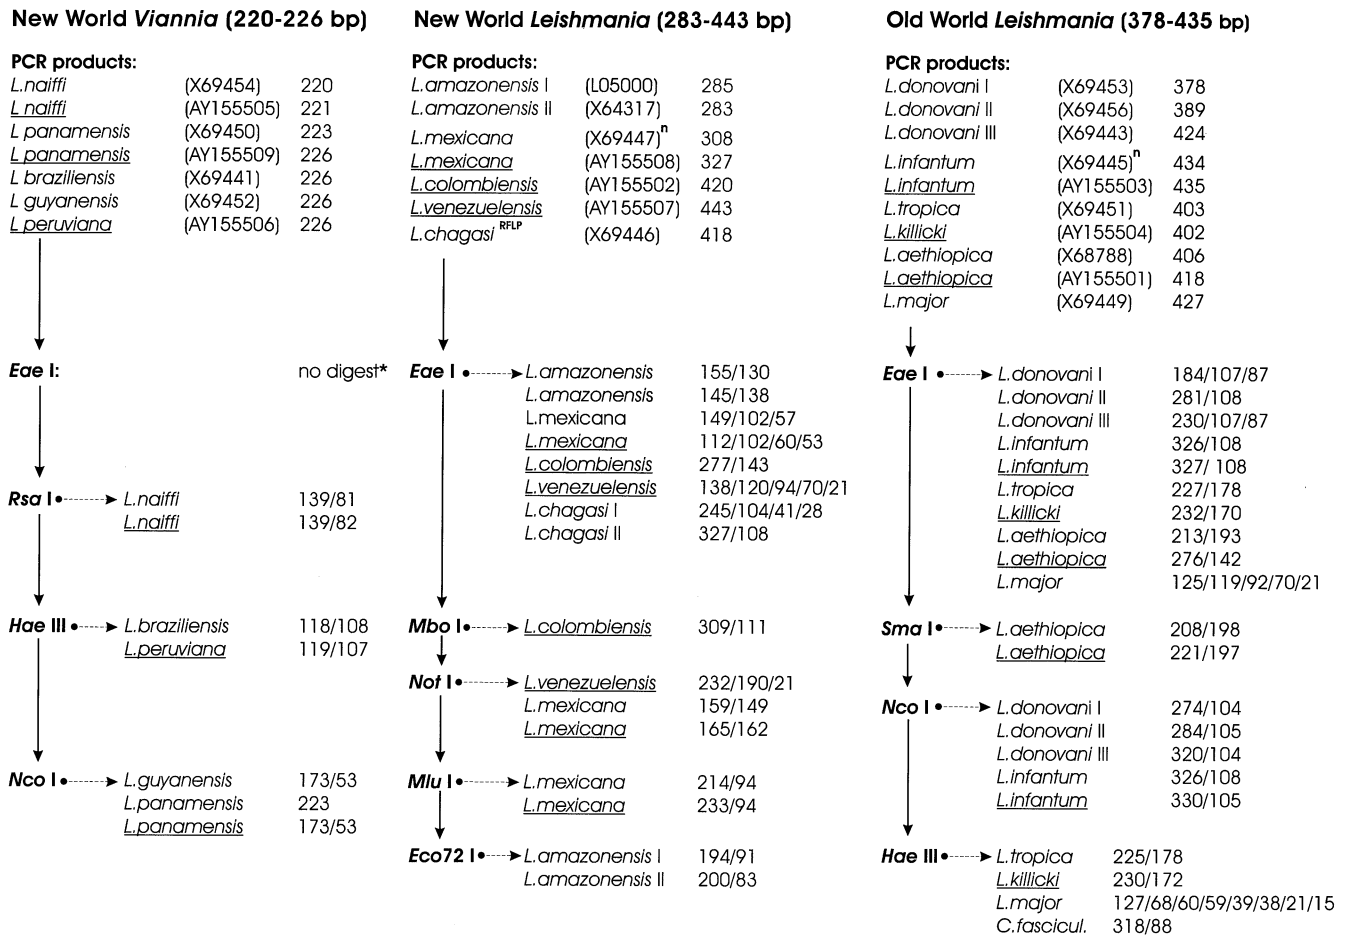 New World Viannia (220-226 bp)
PCR products:
L.naiffi (X69454) 220
L naiffi (AY155505) 221
L panamensis (X69450) 223
L panamensis (AY155509) 226
L braziliensis (X69441) 226
L guyanensis (X69452) 226
L peruviana (AY155506) 226
Eae I: no digest*
Rsa I L.naiffi 139/81
L.naiffi 139/82
Hae III L.braziliensis 118/108
L.peruviana 119/107
Nco I L.guyanensis 173/53
L.panamensis 223
L.panamensis 173/53
New World Leishmania (283-443 bp)
PCR products:
L.amazonensis I (L05000) 285
L.amazonensis II (X64317) 283
L.mexicana (X69447)n 308
L.mexicana (AY155508) 327
L.colombiensis (AY155502) 420
L.venezuelensis (AY155507) 443
L.chagasi RFLP (X69446) 418
Eae I L.amazonensis 155/130
L.amazonensis 145/138
L.mexicana 149/102/57
L.mexicana 112/102/60/53
L.colombiensis 277/143
L.venezuelensis 138/120/94/70/21
L.chagasi I 245/104/41/28
L.chagasi II 327/108
Mbo I L.colombiensis 309/111
Not I L.venezuelensis 232/190/21
L.mexicana 159/149
L.mexicana 165/162
Mlu I L.mexicana 214/94
L.mexicana 233/94
Eco72 I L.amazonensis I 194/91
L.amazonensis II 200/83
Old World Leishmania (378-435 bp)
PCR products:
L.donovani I (X69453) 378
L.donovani II (X69456) 389
L.donovani III (X69443) 424
L.infantum (X69445)n 434
L.infantum (AY155503) 435
L.tropica (X69451) 403
L.killicki (AY155504) 402
L.aethiopica (X68788) 406
L.aethiopica (AY155501) 418
L.major (X69449) 427
Eae I L.donovani I 184/107/87
L.donovani II 281/108
L.donovani III 230/107/87
L.infantum 326/108
L.infantum 327/ 108
L.tropica 227/178
L.killicki 232/170
L.aethiopica 213/193
L.aethiopica 276/142
L.major 125/119/92/70/21
Sma I L.aethiopica 208/198
L.aethiopica 221/197
Nco I L.donovani I 274/104
L.donovani II 284/105
L.donovani III 320/104
L.infantum 326/108
L.infantum 330/105
Hae III L.tropica 225/178
L.killicki 230/172
L.major 127/68/60/59/39/38/21/15
C.fascicul. 318/88